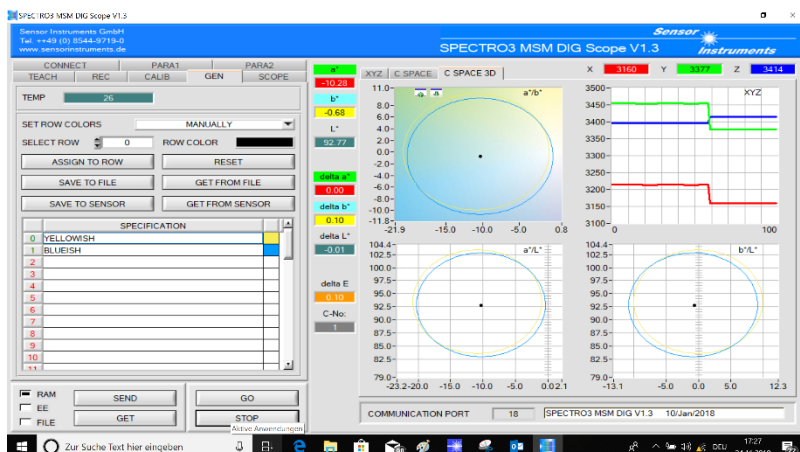 SPECTRO3 MSM DIG Scope V1.3
Sensor Instruments GmbH
Tel. ++49 (0) 8544-9719-0
www.sensorinstruments.de
SPECTRO3 MSM DIG Scope V1.3
Sensor
Instruments
CONNECT PARA1 PARA2
TEACH REC CALIB GEN SCOPE
TEMP 26
SET ROW COLORS MANUALLY
SELECT ROW 0 ROW COLOR
ASSIGN TO ROW RESET
SAVE TO FILE GET FROM FILE
SAVE TO SENSOR GET FROM SENSOR
SPECIFICATION
0 YELLOWISH
1 BLUEISH
2
3
4
5
6
7
8
9
10
11
RAM
EE
FILE
SEND GO
GET STOP
Aktive Anwendungen
a*
-10.28
b*
-0.68
L*
92.77
delta a*
0.00
delta b*
0.10
delta L*
-0.01
delta E
0.10
C-No:
1
XYZ C SPACE C SPACE 3D
X 3160 Y 3377 Z 3414
a*/b*
11.0
8.0
6.0
4.0
2.0
0.0
-2.0
-4.0
-6.0
-8.0
-10.0
-11.8
-21.9 -15.0 -10.0 -5.0 0.8
XYZ
3500
3450
3400
3350
3300
3250
3200
3150
3100
0 100
a*/L*
104.4
102.5
100.0
97.5
95.0
92.5
90.0
87.5
85.0
82.5
79.0
-23.2 -20.0 -15.0 -10.0 -5.0 0.0 2.1
b*/L*
104.4
102.5
100.0
97.5
95.0
92.5
90.0
87.5
85.0
82.5
79.0
-13.1 -5.0 0.0 5.0 12.3
COMMUNICATION PORT 18 SPECTRO3 MSM DIG V1.3 10/Jan/2018
Zur Suche Text hier eingeben
DEU
17:27